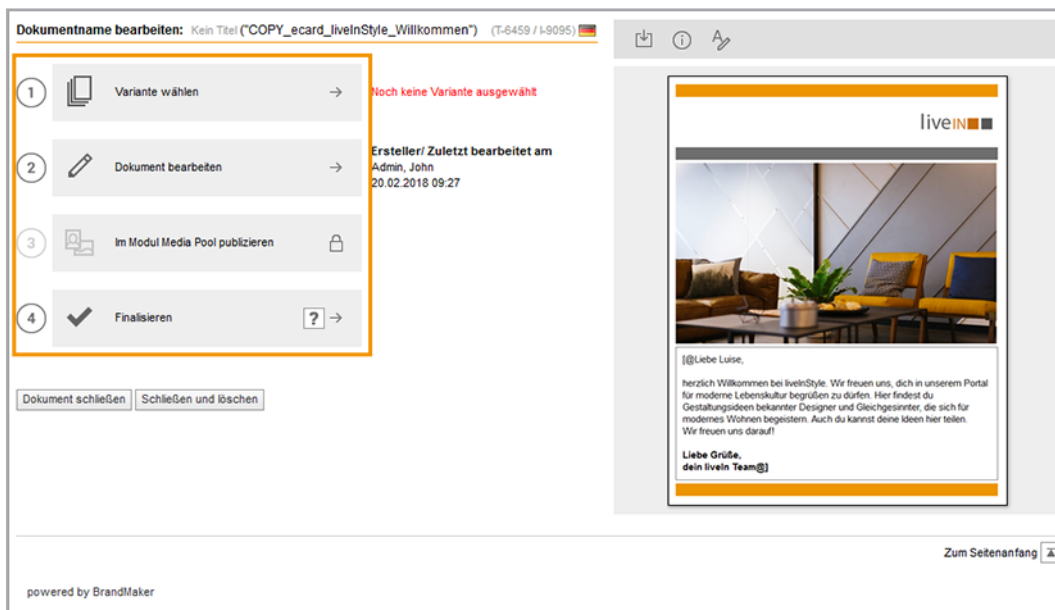 Dokumentname bearbeiten: Kein Titel ("COPY_ecard_liveInStyle_Willkommen") (T-6459 / I-9095)
1 Variante wählen
Noch keine Variante ausgewählt
2 Dokument bearbeiten
Ersteller/ Zuletzt bearbeitet am
Admin, John
20.02.2018 09:27
3 Im Modul Media Pool publizieren
4 Finalisieren ?
Dokument schließen Schließen und löschen
liveIN
[@Liebe Luise,
herzlich Willkommen bei liveInStyle. Wir freuen uns, dich in unserem Portal
für moderne Lebenskultur begrüßen zu dürfen. Hier findest du
Gestaltungsideen bekannter Designer und Gleichgesinnter, die sich für
modernes Wohnen begeistern. Auch du kannst deine Ideen hier teilen.
Wir freuen uns darauf!
Liebe Grüße,
dein liveIn Team@]
Zum Seitenanfang
powered by BrandMaker